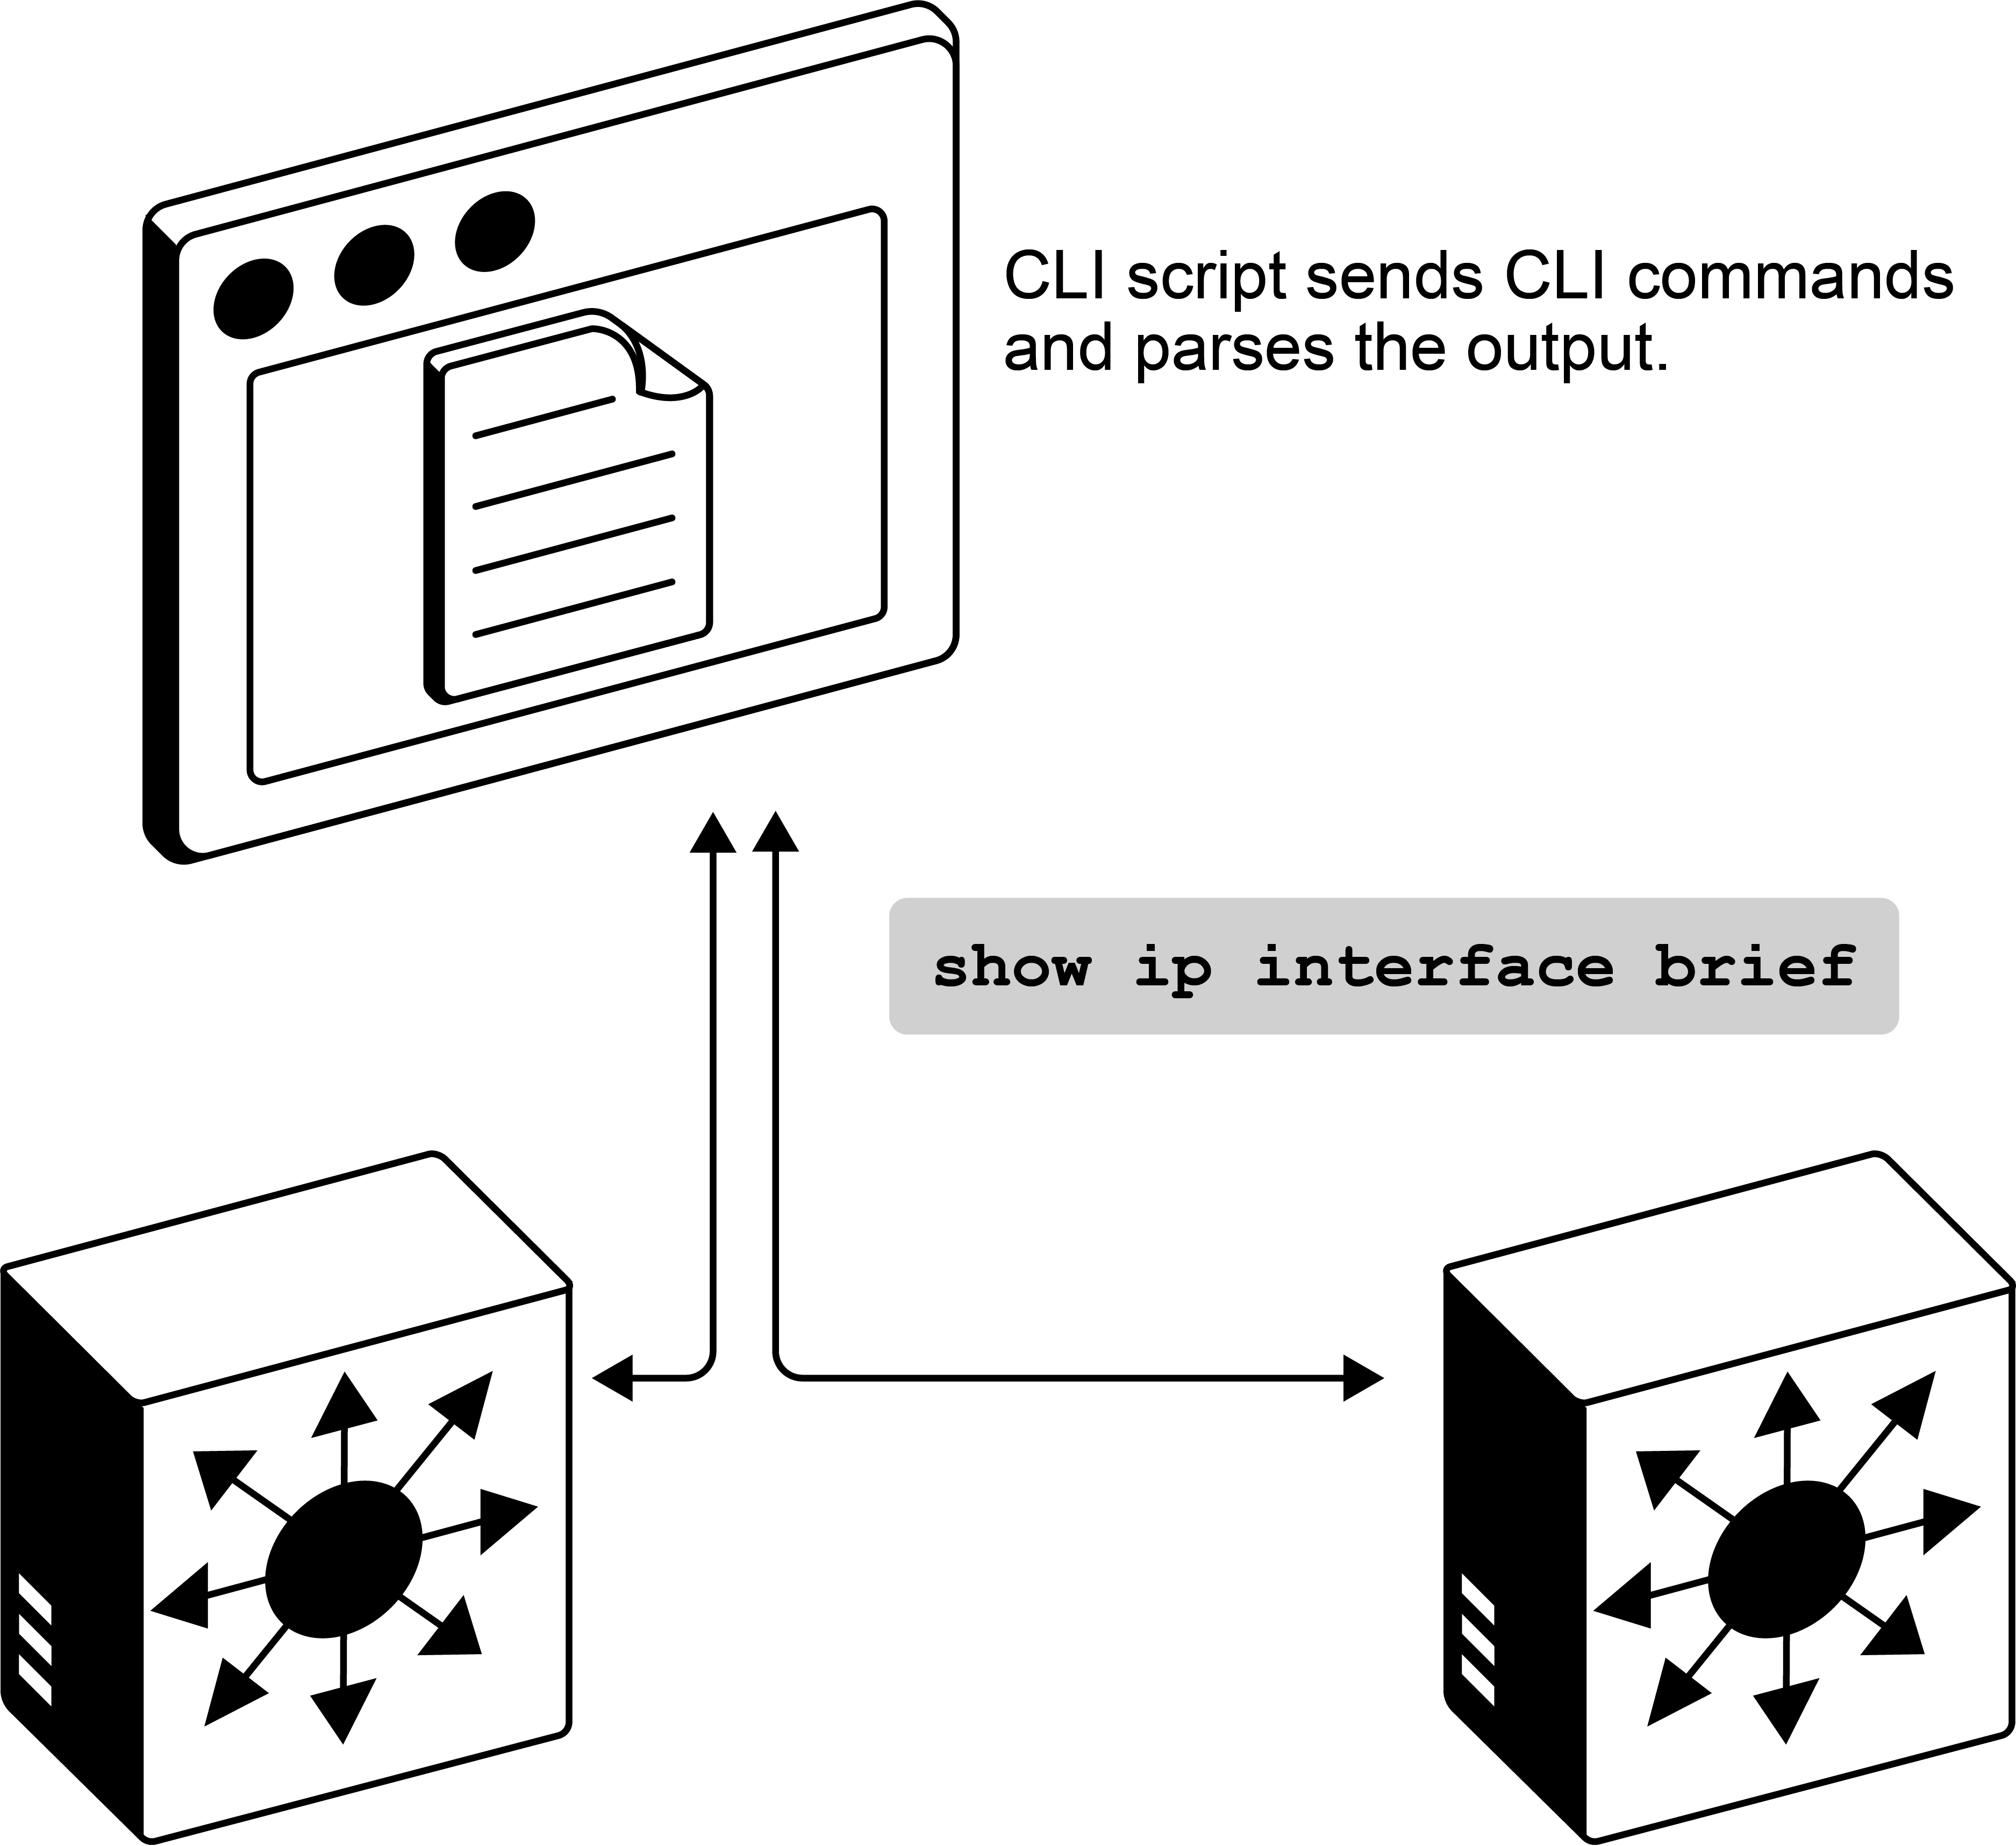 CLI script sends CLI commands
and parses the output.
show ip interface brief